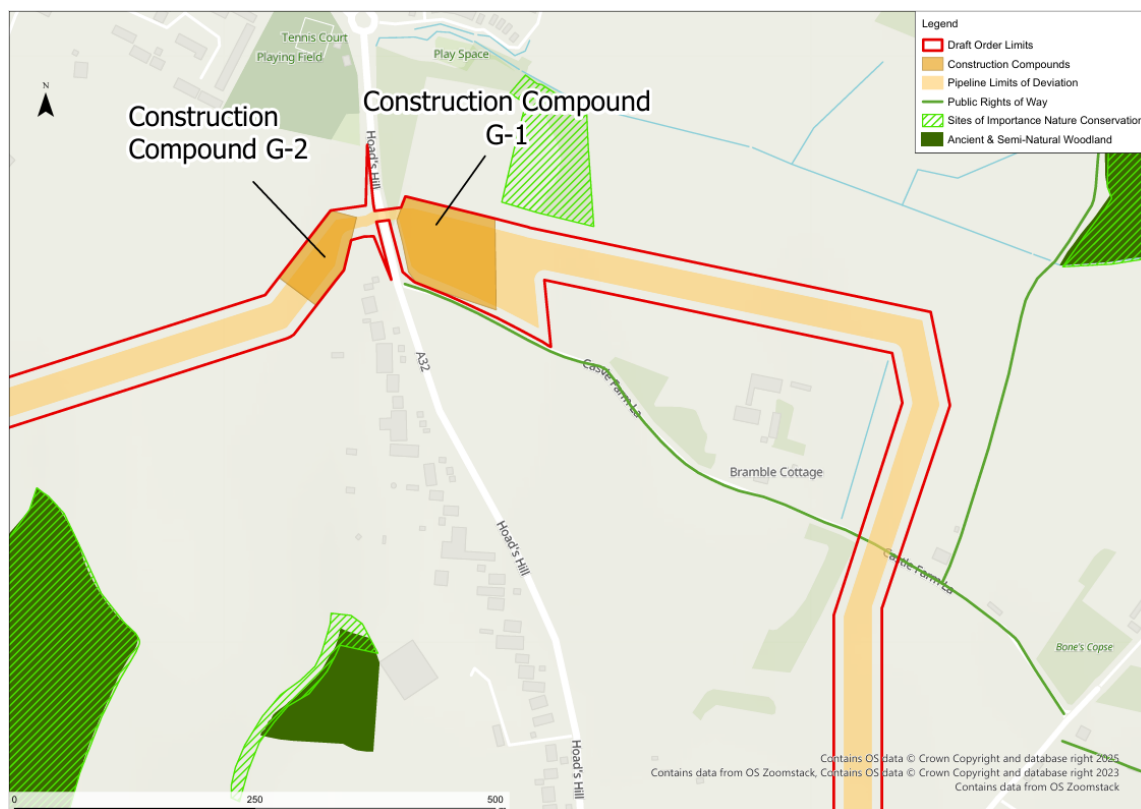 Legend
Draft Order Limits
Construction Compounds
Pipeline Limits of Deviation
Public Rights of Way
Sites of Importance Nature Conservation
Ancient & Semi-Natural Woodland
N
Tennis Court
Playing Field
Play Space
Construction
Compound G-2
Construction Compound
G-1
Hoad's Hill
A32
Castle Farm La
Bramble Cottage
Hoad's Hill
Castle Farm La
Bone's Copse
Hoad's Hill
Contains OS data © Crown Copyright and database right 2025
Contains data from OS Zoomstack, Contains OS data © Crown Copyright and database right 2023
Contains data from OS Zoomstack
0
250
500